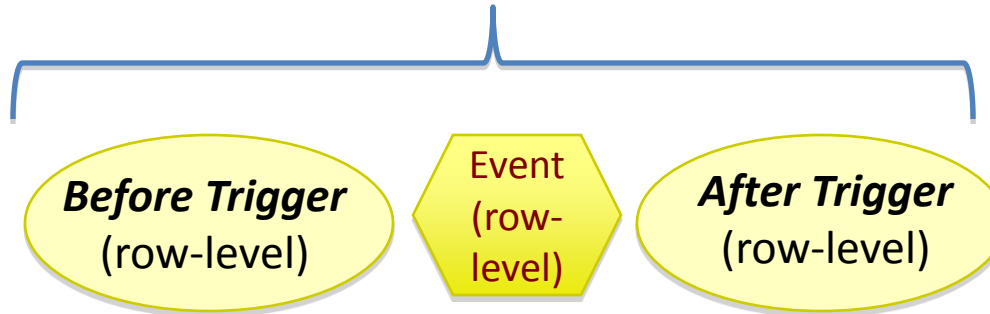 Before Trigger
(row-level)
Event
(row-
level)
After Trigger
(row-level)